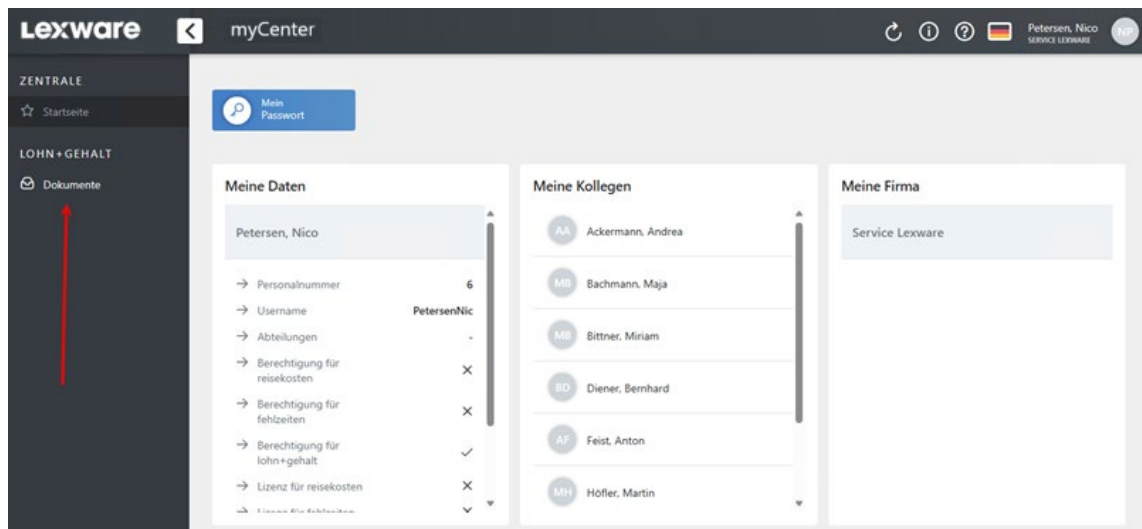 Lexware
myCenter
Petersen, Nico
SERVICE LEXWARE
NP
ZENTRALE
Startseite
LOHN+GEHALT
Dokumente
Mein
Passwort
Meine Daten
Petersen, Nico
Personalnummer 6
Username PetersenNic
Abteilungen -
Berechtigung für
reisekosten
Berechtigung für
fehlzeiten
Berechtigung für
lohn+gehalt
Lizenz für reisekosten
Lizenz für fehlzeiten
Meine Kollegen
AA Ackermann, Andrea
MB Bachmann, Maja
MB Bittner, Miriam
BD Diener, Bernhard
AF Feist, Anton
MH Höfler, Martin
Meine Firma
Service Lexware